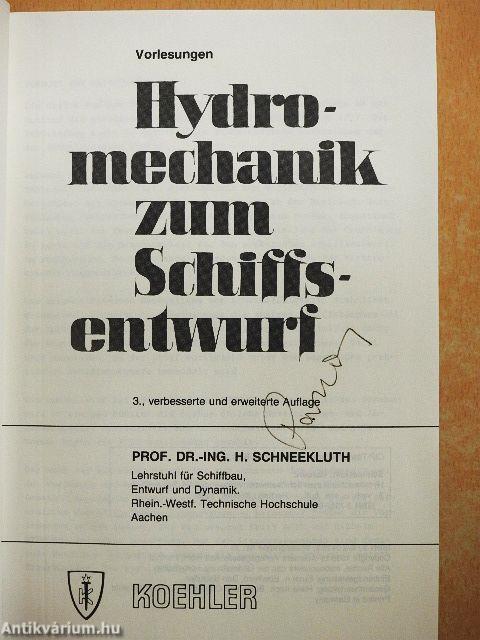 Vorlesungen
Hydro-
mechanik
zum
Schiffs-
entwurf
3., verbesserte und erweiterte Auflage
PROF. DR.-ING. H. SCHNEEKLUTH
Lehrstuhl für Schiffbau,
Entwurf und Dynamik.
Rhein.-Westf. Technische Hochschule
Aachen
KOEHLER
Antikvárium.hu